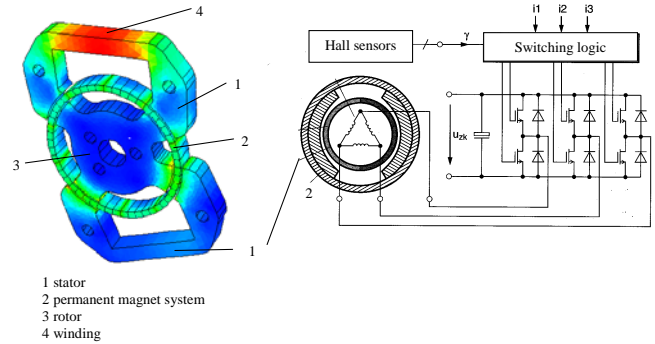 4
1
2
3
1
1 stator
2 permanent magnet system
3 rotor
4 winding
i1 i2 i3
Hall sensors
γ
Switching logic
uzk
2